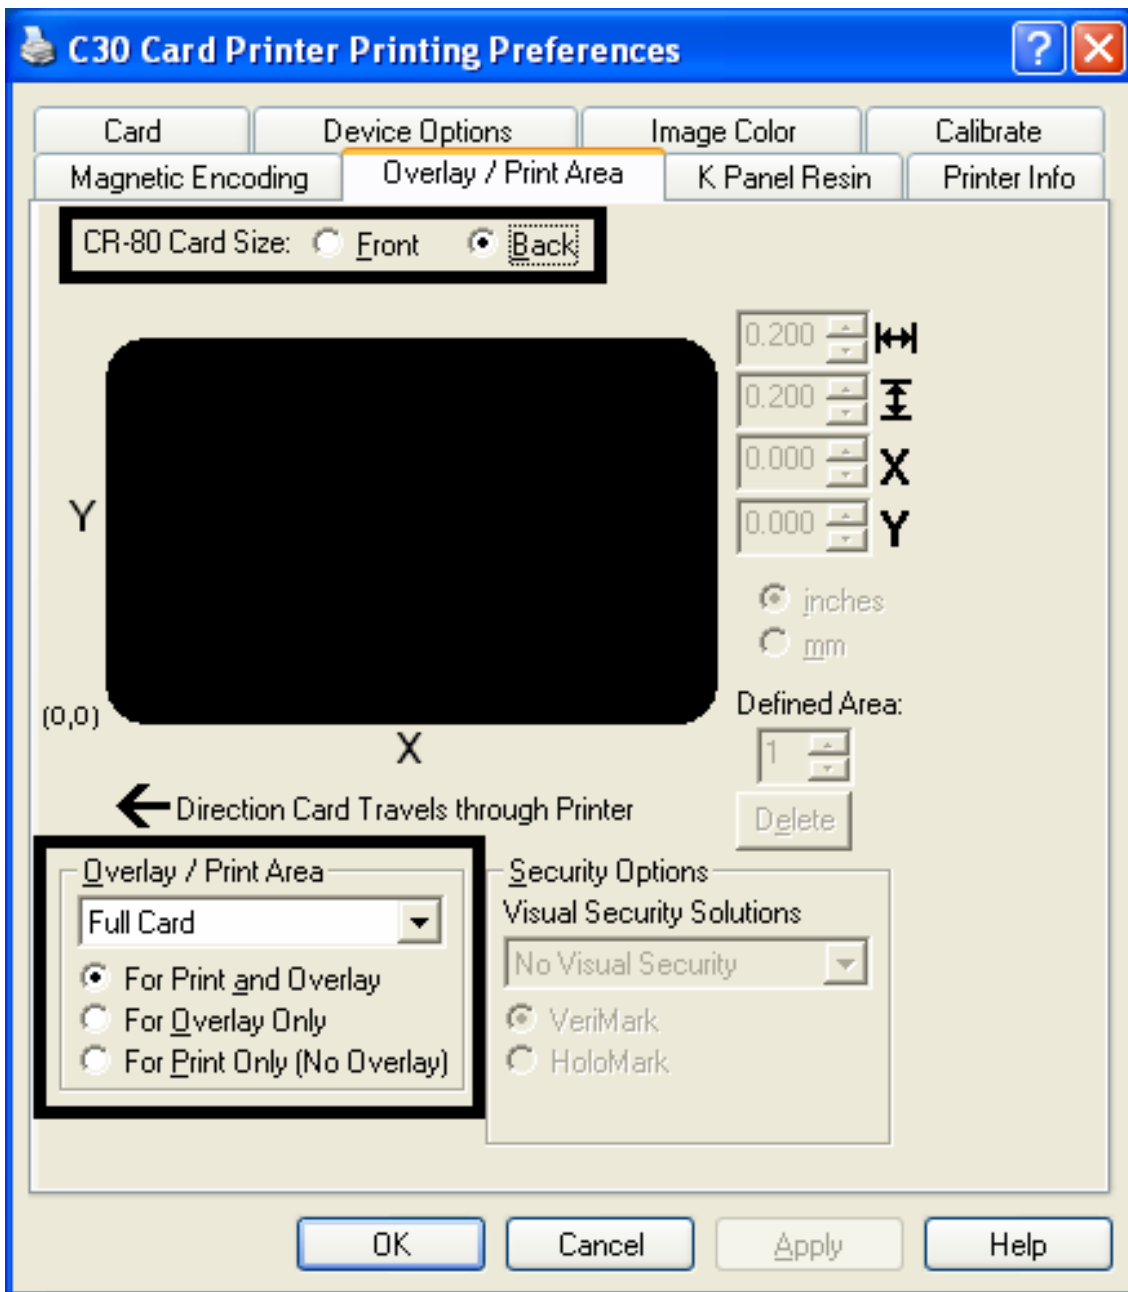 C30 Card Printer Printing Preferences
?
Card
Device Options
Image Color
Calibrate
Magnetic Encoding
Overlay / Print Area
K Panel Resin
Printer Info
CR-80 Card Size:
Front
Back
0.200
0.200
0.000
X
0.000
Y
Y
inches
mm
(0,0)
X
Defined Area:
1
Direction Card Travels through Printer
Delete
Overlay / Print Area
Full Card
For Print and Overlay
For Overlay Only
For Print Only (No Overlay)
Security Options
Visual Security Solutions
No Visual Security
VeriMark
HoloMark
OK
Cancel
Apply
Help